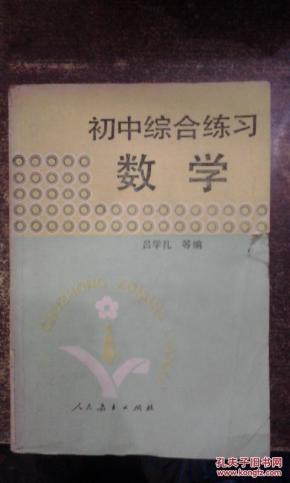 初中综合练习
数学
吕学礼 等编
人民教育出版社
孔夫子旧书网